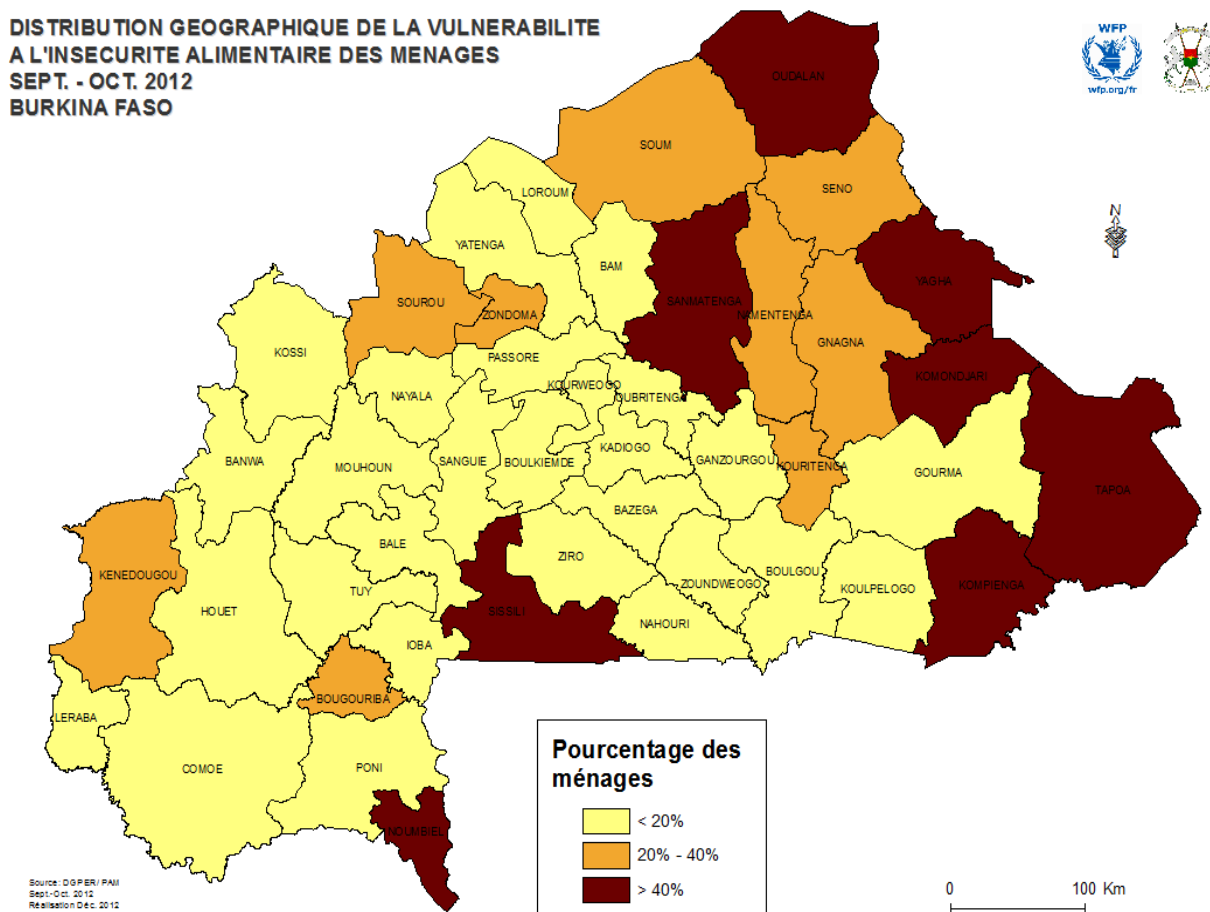 DISTRIBUTION GEOGRAPHIQUE DE LA VULNERABILITE
A L'INSECURITE ALIMENTAIRE DES MENAGES
SEPT. - OCT. 2012
BURKINA FASO
WFP
wfp.org/fr
N
OUDALAN
SOUM
SENO
LOROUM
YATENGA
BAM
SANMATENGA
NAMENTENGA
YAGHA
SOUROU
ZONDOMA
GNAGNA
KOSSI
PASSORE
KOMONDJARI
NAYALA
KOURWEOGO
OUBRITENGA
BANWA
MOUHOUN
SANGUIE
BOULKIEMDE
KADIOGO
GANZOURGOU
KOURITENGA
GOURMA
TAPOA
BAZEGA
KENEDOUGOU
BALE
ZIRO
HOUET
TUY
ZOUNDWEOGO
BOULGOU
KOULPELOGO
KOMPIENGA
SISSILI
NAHOURI
IOBA
BOUGOURIBA
LERABA
COMOE
PONI
NOUMBIEL
Pourcentage des
ménages
< 20%
20% - 40%
> 40%
0 100 Km
Source: DGPER/ PAM
Sept.-Oct. 2012
Réalisation Déc. 2012